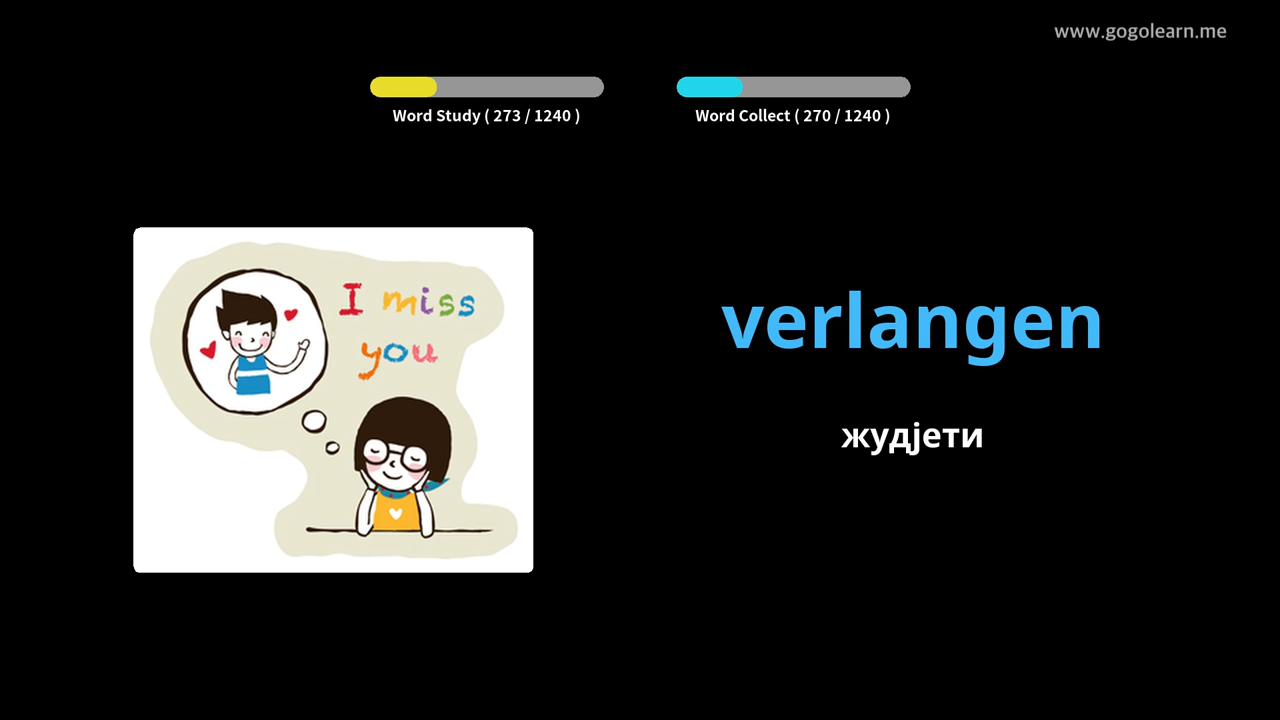 www.gogolearn.me
Word Study ( 273 / 1240 )
Word Collect ( 270 / 1240 )
I miss
you
verlangen
жудјети